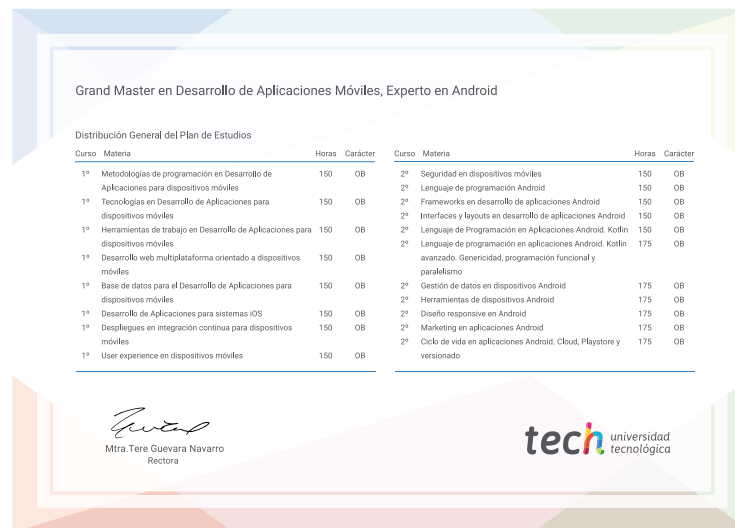 Grand Master en Desarrollo de Aplicaciones Móviles, Experto en Android
Distribución General del Plan de Estudios
Curso Materia Horas Carácter
1º Metodologías de programación en Desarrollo de 150 OB
Aplicaciones para dispositivos móviles
1º Tecnologías en Desarrollo de Aplicaciones para 150 OB
dispositivos móviles
1º Herramientas de trabajo en Desarrollo de Aplicaciones para 150 OB
dispositivos móviles
1º Desarrollo web multiplataforma orientado a dispositivos 150 OB
móviles
1º Base de datos para el Desarrollo de Aplicaciones para 150 OB
dispositivos móviles
1º Desarrollo de Aplicaciones para sistemas iOS 150 OB
1º Despliegues en integración continua para dispositivos 150 OB
móviles
1º User experience en dispositivos móviles 150 OB
Curso Materia Horas Carácter
2º Seguridad en dispositivos móviles 150 OB
2º Lenguaje de programación Android 150 OB
2º Frameworks en desarrollo de aplicaciones Android 150 OB
2º Interfaces y layouts en desarrollo de aplicaciones Android 150 OB
2º Lenguaje de Programación en Aplicaciones Android. Kotlin 150 OB
2º Lenguaje de programación en aplicaciones Android. Kotlin 175 OB
avanzado. Genericidad, programación funcional y
paralelismo
2º Gestión de datos en dispositivos Android 175 OB
2º Herramientas de dispositivos Android 175 OB
2º Diseño responsive en Android 175 OB
2º Marketing en aplicaciones Android 175 OB
2º Ciclo de vida en aplicaciones Android. Cloud, Playstore y 175 OB
versionado
Mtra.Tere Guevara Navarro
Rectora
tech universidad
tecnológica